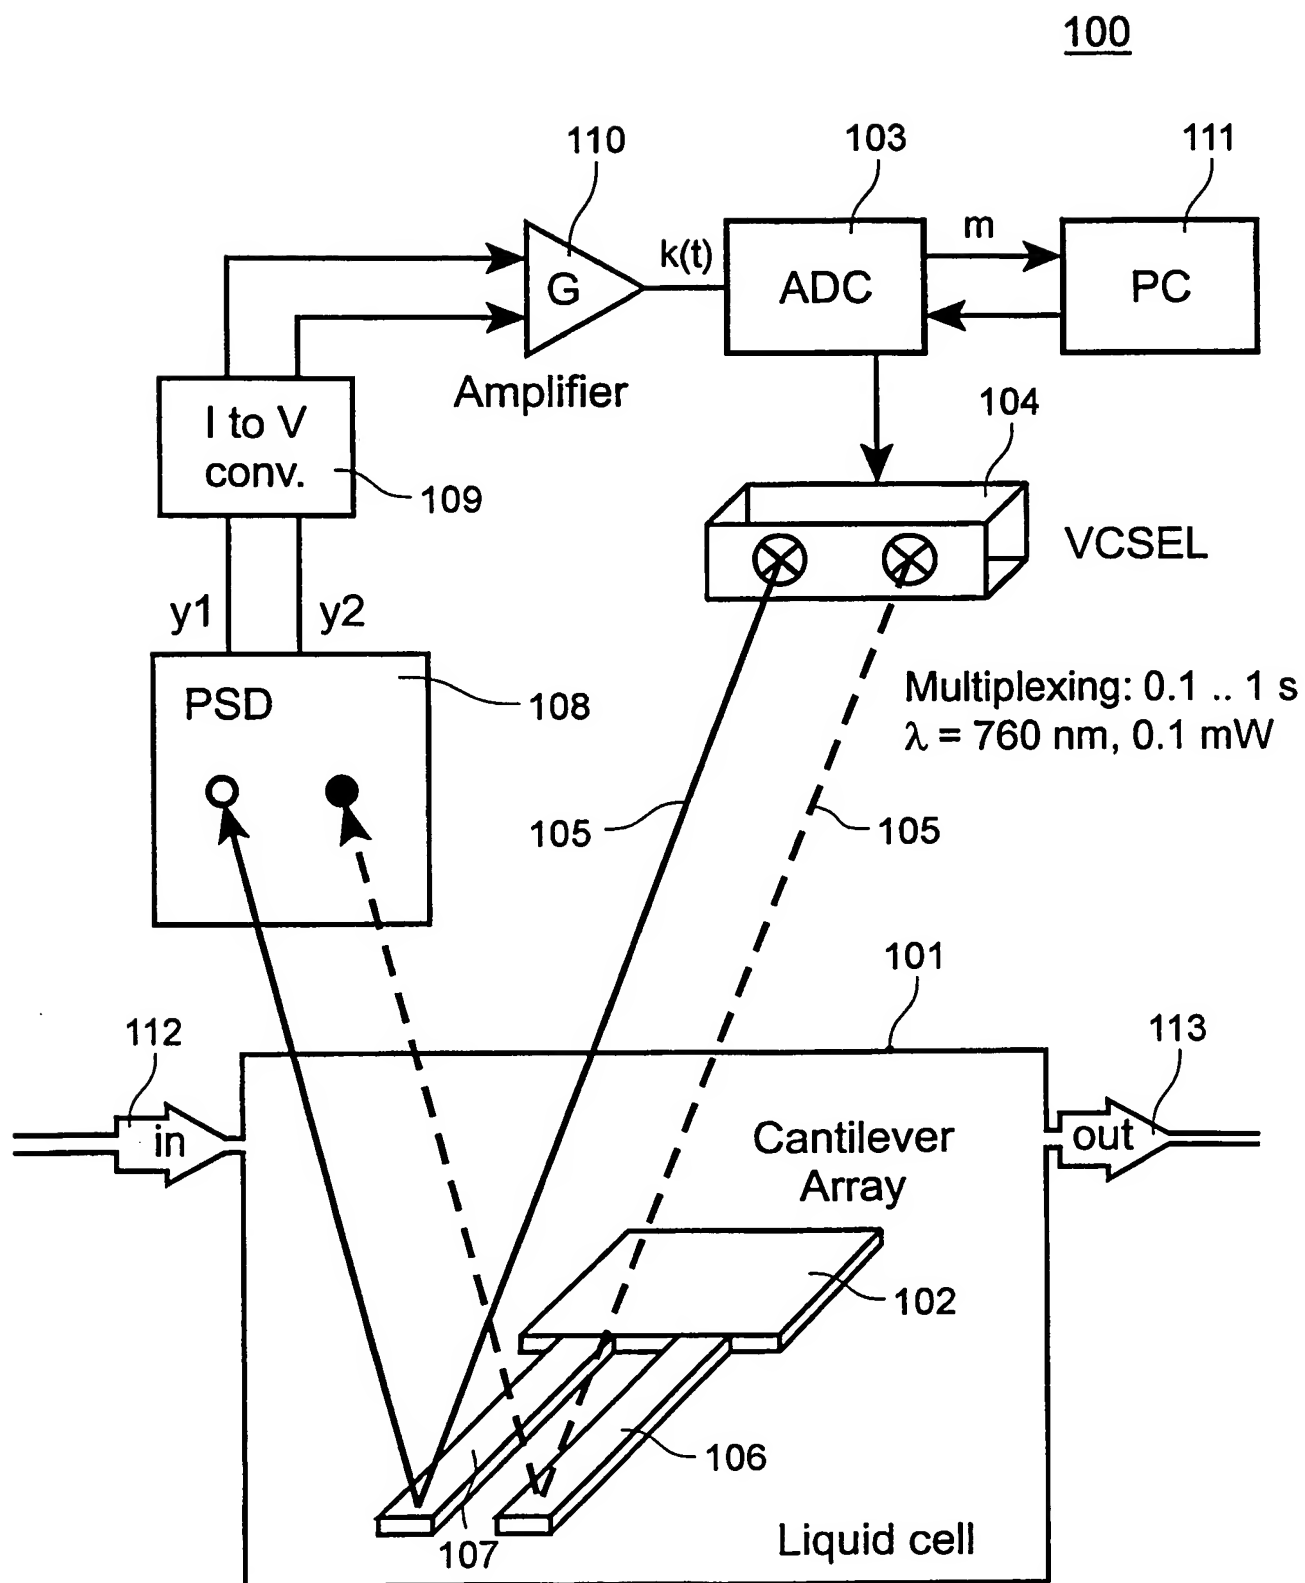 100
110
103
111
k(t)
m
G
ADC
PC
Amplifier
104
I to V
conv.
109
VCSEL
y1
y2
PSD
108
Multiplexing: 0.1 .. 1 s
λ = 760 nm, 0.1 mW
105
105
101
112
113
in
out
Cantilever
Array
102
106
107
Liquid cell